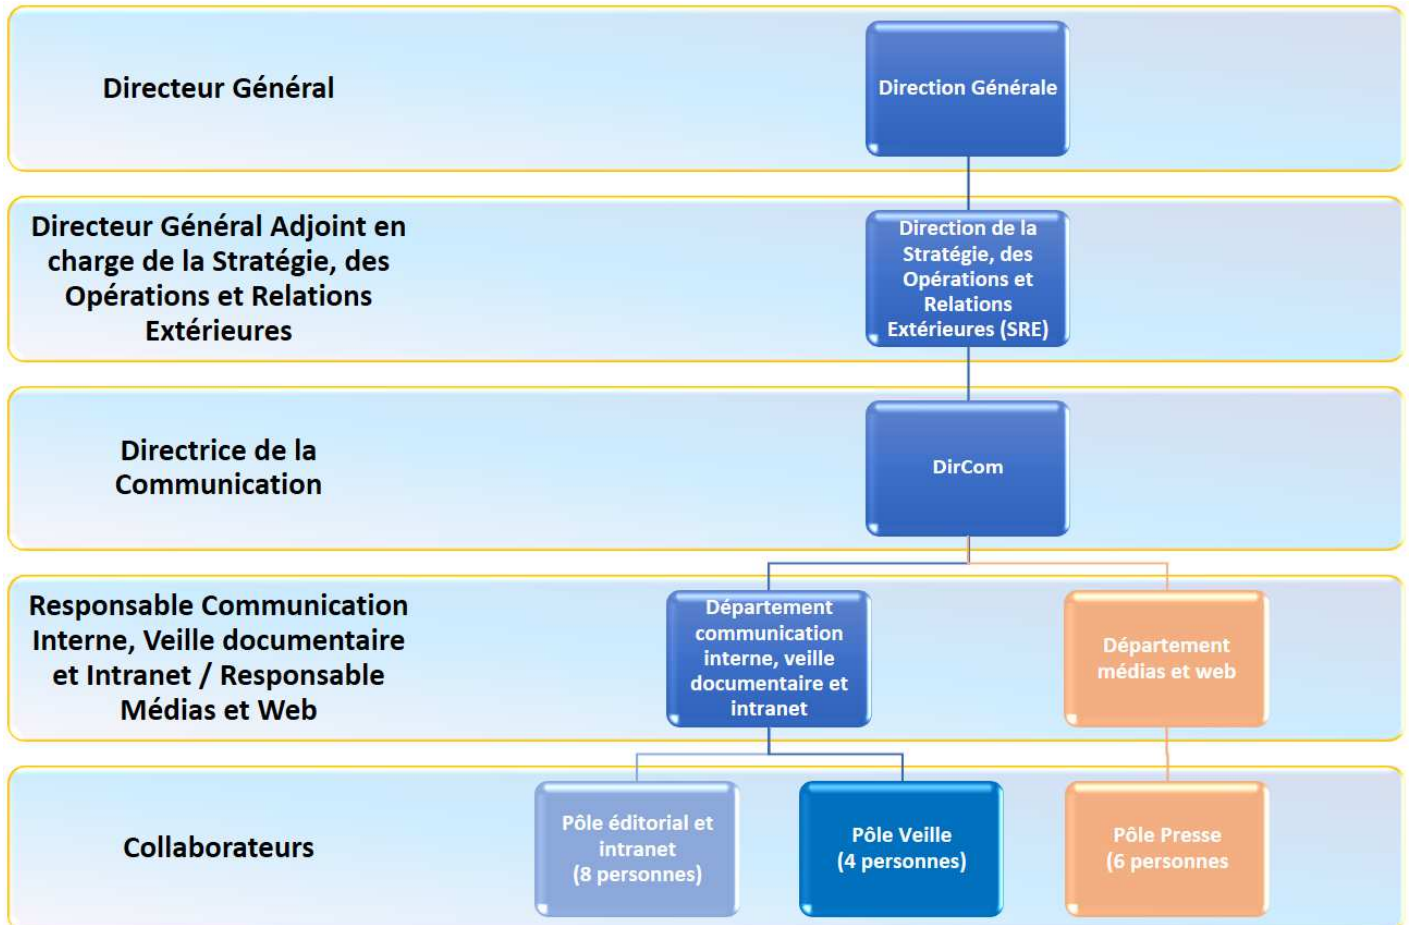 Directeur Général
Direction Générale
Directeur Général Adjoint en
charge de la Stratégie, des
Opérations et Relations
Extérieures
Direction de la
Stratégie, des
Opérations et
Relations
Extérieures (SRE)
Directrice de la
Communication
DirCom
Responsable Communication
Interne, Veille documentaire
et Intranet / Responsable
Médias et Web
Département
communication
interne, veille
documentaire et
intranet
Département
médias et web
Collaborateurs
Pôle éditorial et
intranet
(8 personnes)
Pôle Veille
(4 personnes)
Pôle Presse
(6 personnes